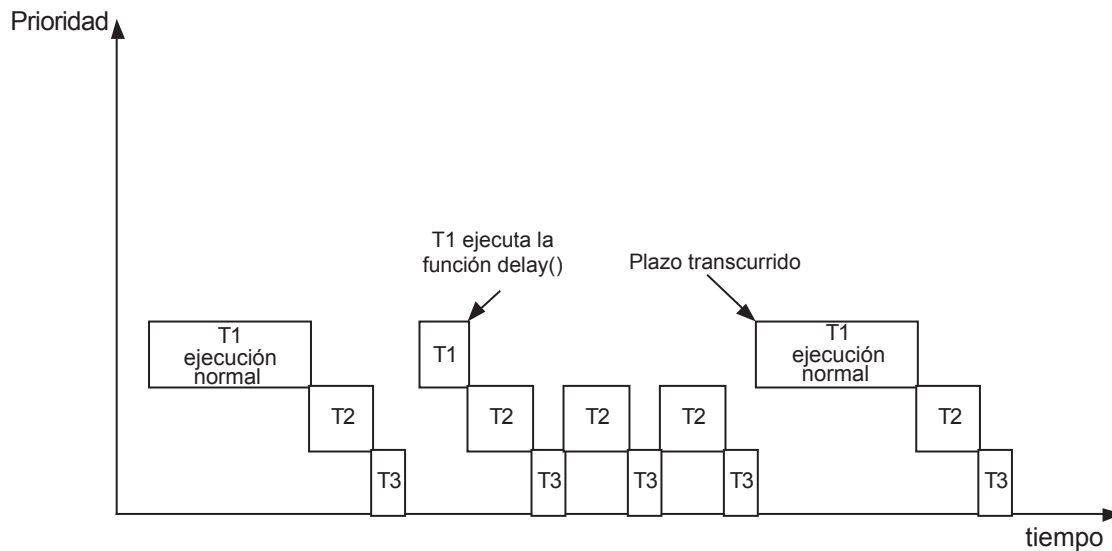 Prioridad
T1 ejecuta la
función delay()
Plazo transcurrido
T1
ejecución
normal
T1
T1
ejecución
normal
T2
T2
T2
T2
T2
T3
T3
T3
T3
T3
tiempo